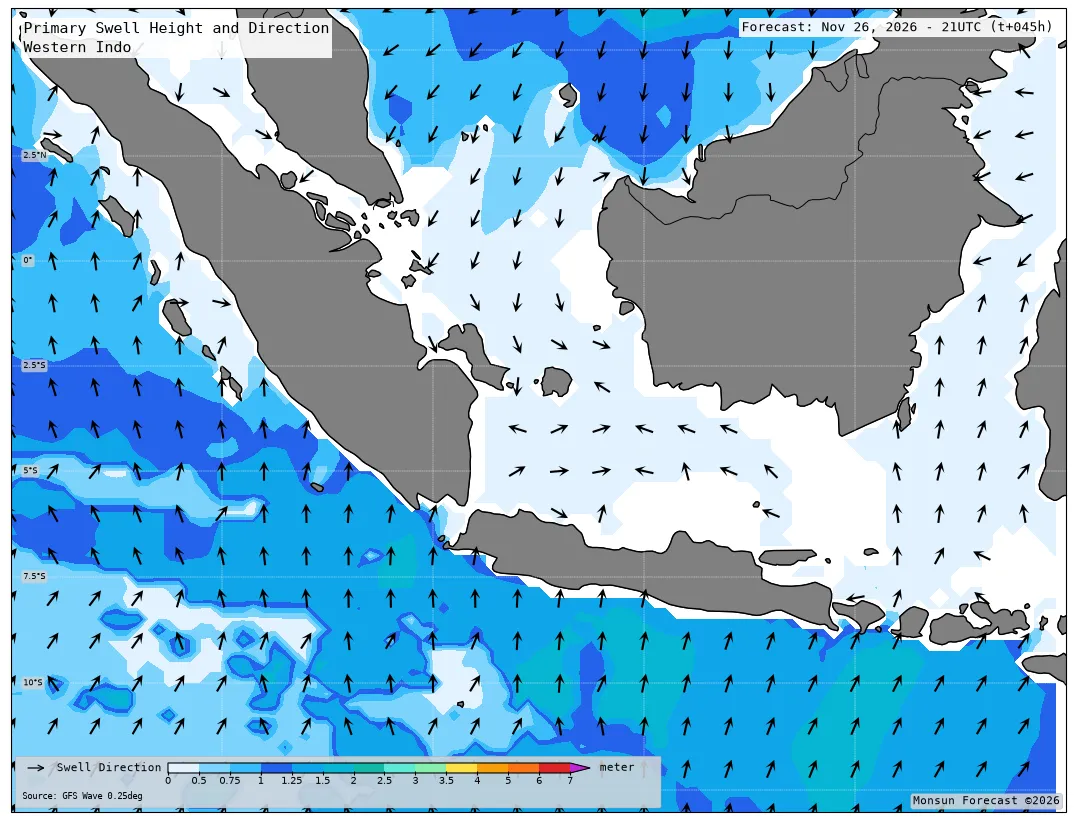 Primary Swell Height and Direction
Western Indo
Forecast: Nov 26, 2026 - 21UTC (t+045h)
2.5°N
0°
2.5°S
5°S
7.5°S
10°S
Swell Direction
0 0.5 0.75 1 1.25 1.5 2 2.5 3 3.5 4 5 6 7
meter
Source: GFS Wave 0.25deg
Monsun Forecast ©2026